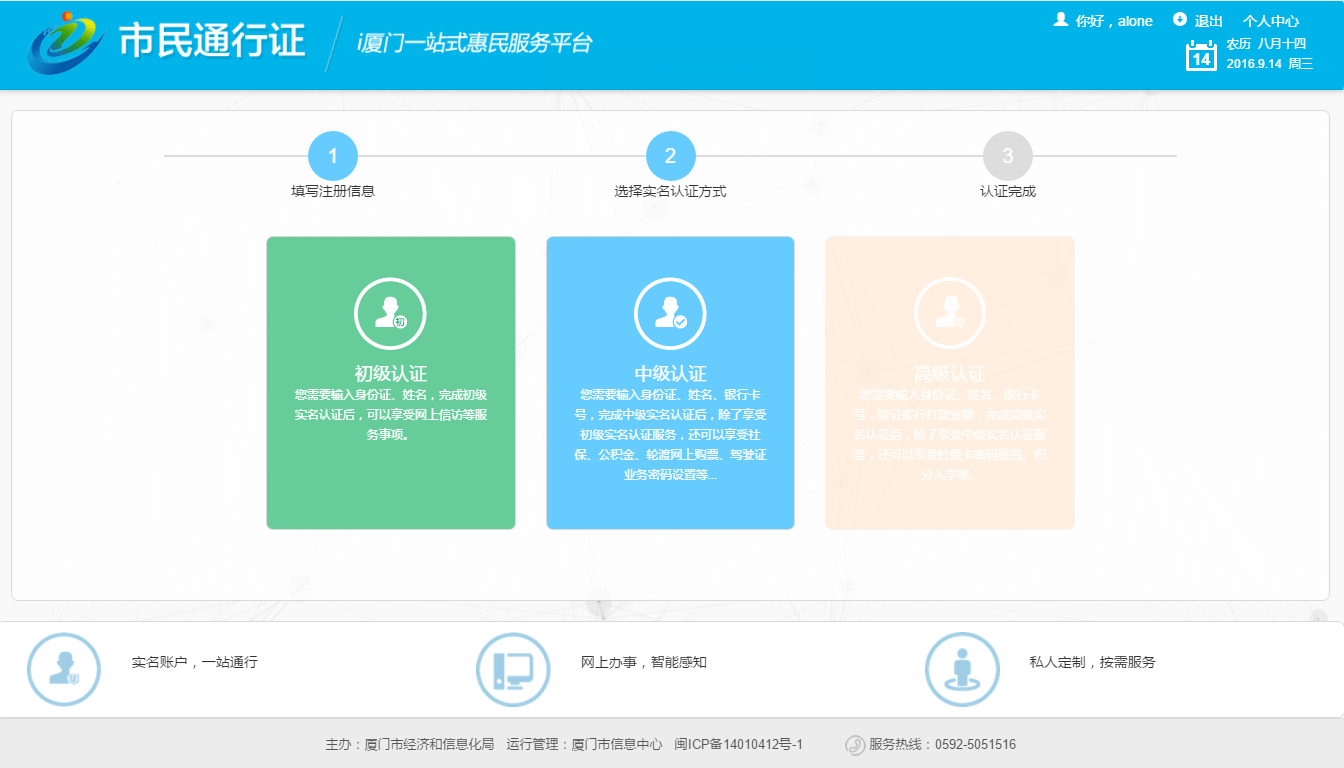 市民通行证
i厦门一站式惠民服务平台
你好，alone 退出 个人中心
14
农历 八月十四
2016.9.14 周三
1 2 3
填写注册信息 选择实名认证方式 认证完成
初
初级认证
您需要输入身份证、姓名，完成初级
实名认证后，可以享受网上信访等服
务事项。
中级认证
您需要输入身份证、姓名、银行卡
号，完成中级实名认证后，除了享受
初级实名认证服务，还可以享受社
保、公积金、轮渡网上购票、驾驶证
业务密码设置等...
高级认证
您需要输入身份证、姓名、银行卡
号，验证银行打款金额，完成高级实
名认证后，除了享受中级实名认证服
务，还可以享受社保卡密码重置、积
分入学等...
实名账户，一站通行
网上办事，智能感知
私人定制，按需服务
主办：厦门市经济和信息化局 运行管理：厦门市信息中心 闽ICP备14010412号-1 服务热线：0592-5051516